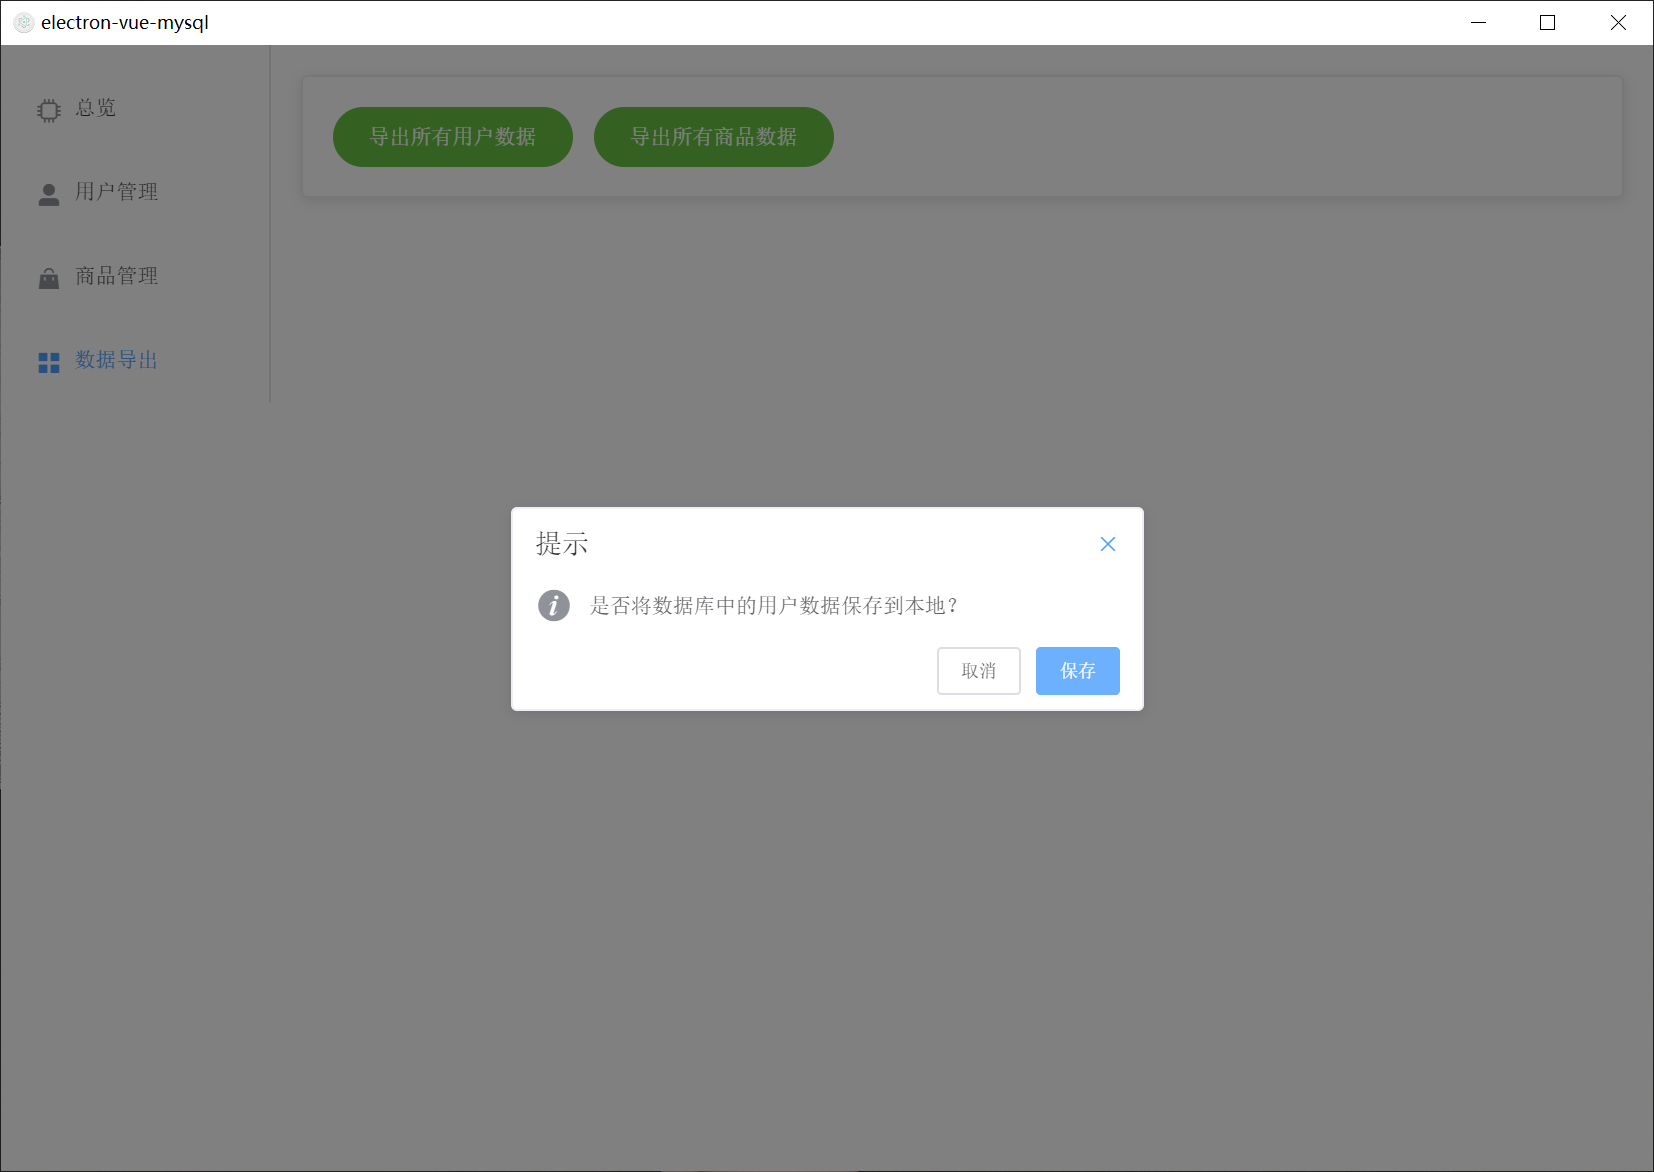 electron-vue-mysql
总览
用户管理
商品管理
数据导出
导出所有用户数据
导出所有商品数据
提示
是否将数据库中的用户数据保存到本地?
取消
保存